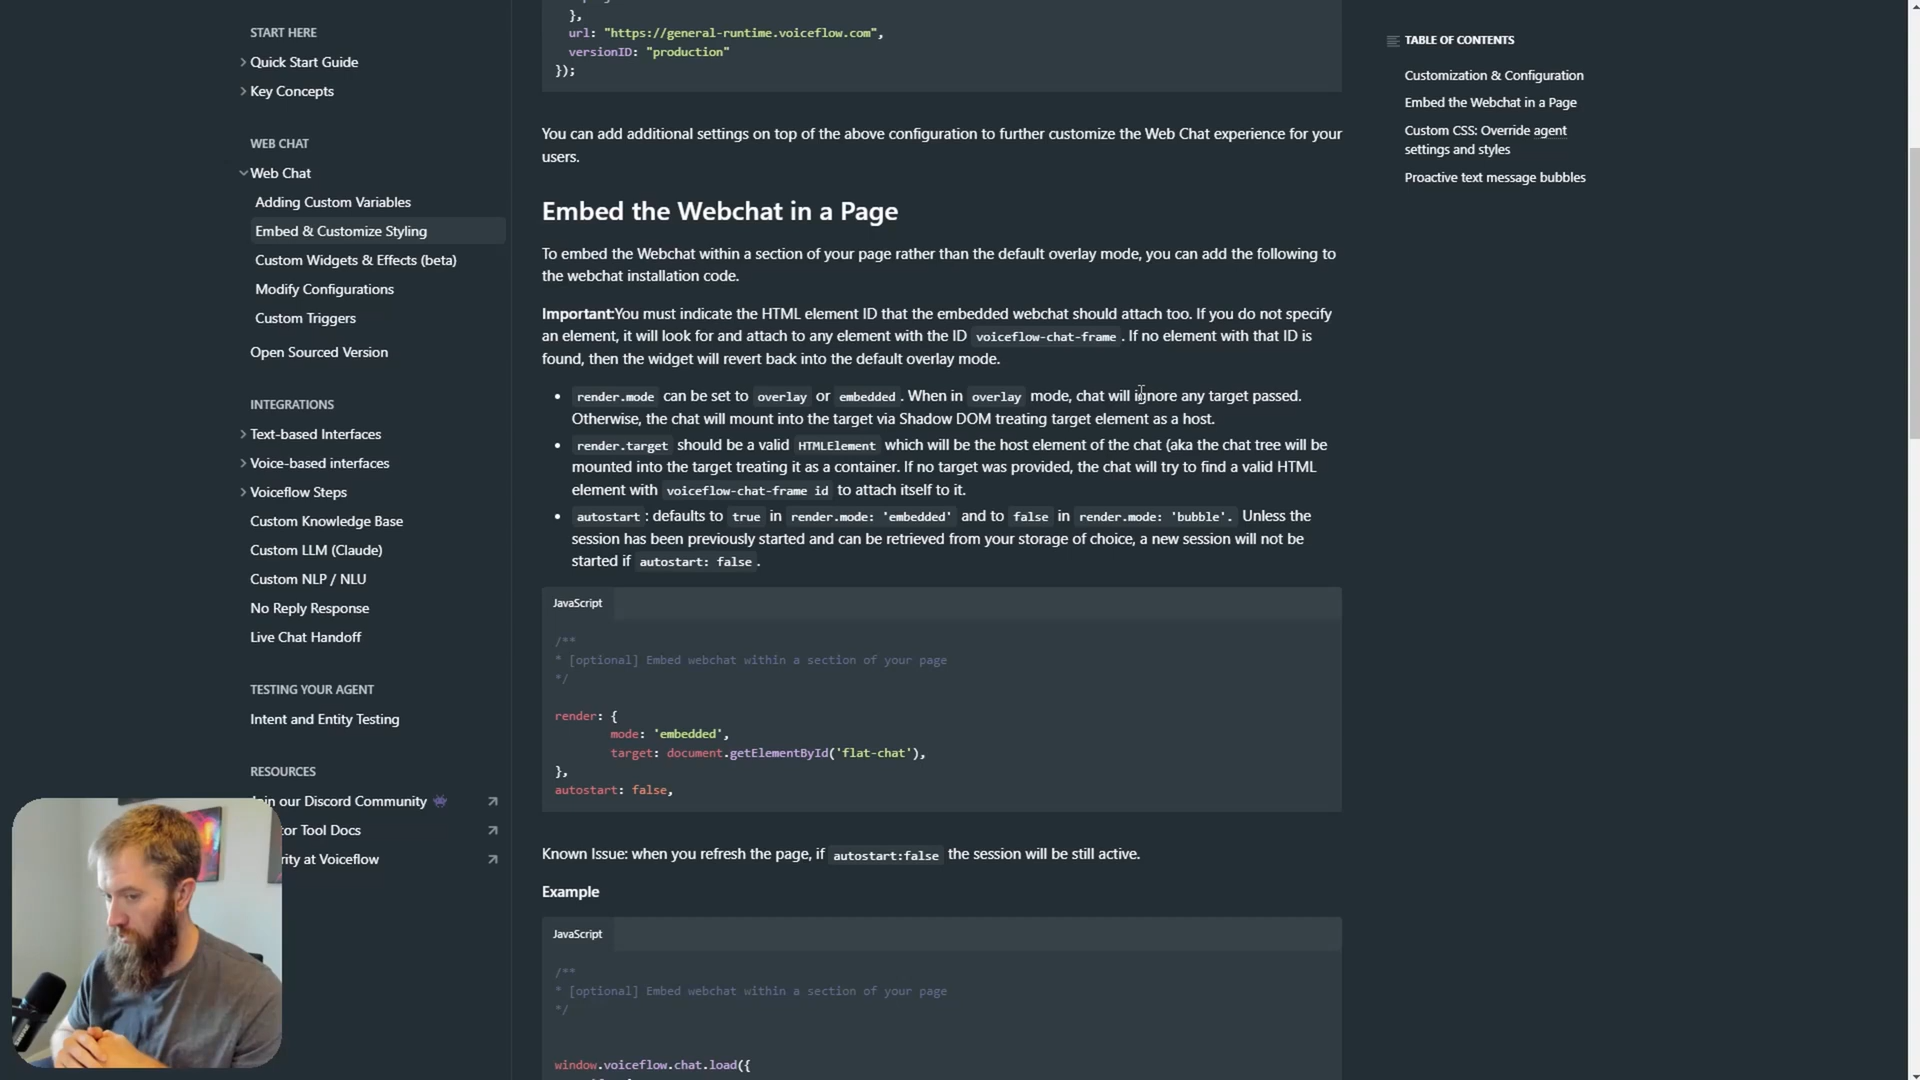 START HERE
Quick Start Guide
Key Concepts
WEB CHAT
Web Chat
Adding Custom Variables
Embed & Customize Styling
Custom Widgets & Effects (beta)
Modify Configurations
Custom Triggers
Open Sourced Version
INTEGRATIONS
Text-based Interfaces
Voice-based interfaces
Voiceflow Steps
Custom Knowledge Base
Custom LLM (Claude)
Custom NLP / NLU
No Reply Response
Live Chat Handoff
TESTING YOUR AGENT
Intent and Entity Testing
RESOURCES
in our Discord Community
tor Tool Docs
rity at Voiceflow
},
url: "https://general-runtime.voiceflow.com",
versionID: "production"
});
You can add additional settings on top of the above configuration to further customize the Web Chat experience for your
users.
Embed the Webchat in a Page
To embed the Webchat within a section of your page rather than the default overlay mode, you can add the following to
the webchat installation code.
Important:You must indicate the HTML element ID that the embedded webchat should attach too. If you do not specify
an element, it will look for and attach to any element with the ID voiceflow-chat-frame. If no element with that ID is
found, then the widget will revert back into the default overlay mode.
• render.mode can be set to overlay or embedded. When in overlay mode, chat will ignore any target passed.
Otherwise, the chat will mount into the target via Shadow DOM treating target element as a host.
• render.target should be a valid HTMLElement which will be the host element of the chat (aka the chat tree will be
mounted into the target treating it as a container. If no target was provided, the chat will try to find a valid HTML
element with voiceflow-chat-frame id to attach itself to it.
• autostart: defaults to true in render.mode: 'embedded' and to false in render.mode: 'bubble'. Unless the
session has been previously started and can be retrieved from your storage of choice, a new session will not be
started if autostart: false.
JavaScript
/**
* [optional] Embed webchat within a section of your page
*/
render: {
mode: 'embedded',
target: document.getElementById('flat-chat'),
},
autostart: false,
Known Issue: when you refresh the page, if autostart:false the session will be still active.
Example
JavaScript
/**
* [optional] Embed webchat within a section of your page
*/
window.voiceflow.chat.load({
TABLE OF CONTENTS
Customization & Configuration
Embed the Webchat in a Page
Custom CSS: Override agent
settings and styles
Proactive text message bubbles